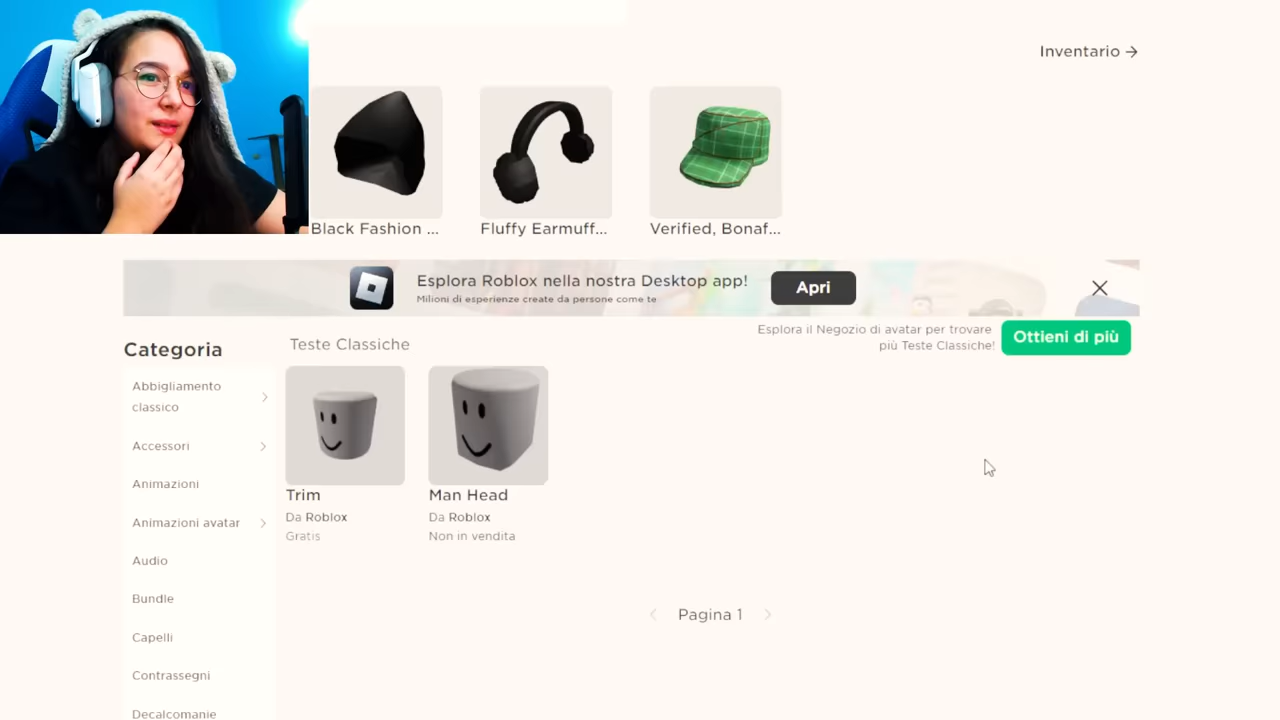 Inventario →
Black Fashion ...
Fluffy Earmuff...
Verified, Bonaf...
Esplora Roblox nella nostra Desktop app!
Milioni di esperienze create da persone come te
Apri
Categoria
Teste Classiche
Esplora il Negozio di avatar per trovare
più Teste Classiche!
Ottieni di più
Abbigliamento
classico
Accessori
Animazioni
Animazioni avatar
Audio
Bundle
Capelli
Contrassegni
Decalcomanie
Trim
Da Roblox
Gratis
Man Head
Da Roblox
Non in vendita
Pagina 1